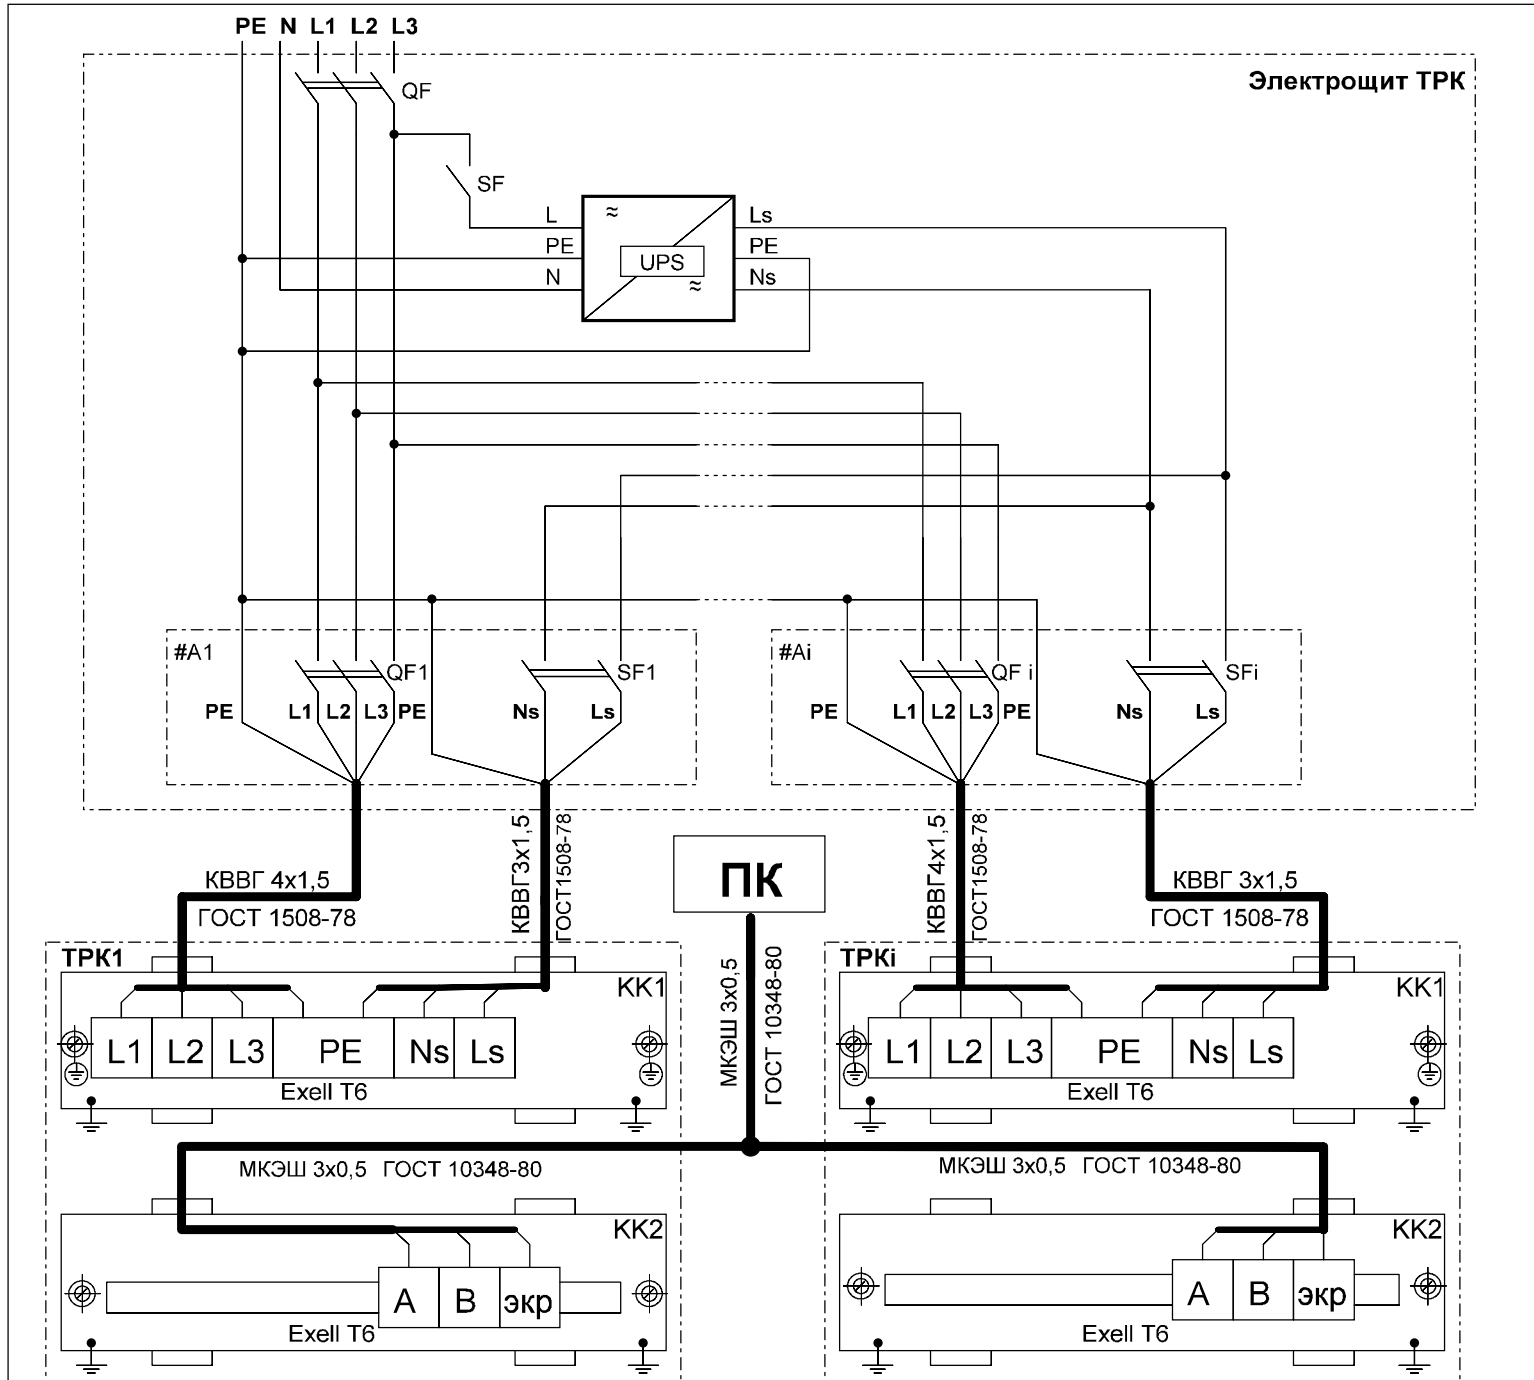 PE N L1 L2 L3
Электрощит ТРК
QF
SF
L
PE
N
UPS
Ls
PE
Ns
#A1
QF1
SF1
PE L1 L2 L3 PE Ns Ls
#Ai
QF i
SFi
PE L1 L2 L3 PE Ns Ls
КВВГ 4х1,5
ГОСТ 1508-78
КВВГ3х1,5
ГОСТ1508-78
ПК
КВВГ4х1,5
ГОСТ1508-78
КВВГ 3х1,5
ГОСТ 1508-78
МКЭШ 3х0,5
ГОСТ 10348-80
ТРК1
КК1
L1 L2 L3 PE Ns Ls
Exell T6
ТРКi
КК1
L1 L2 L3 PE Ns Ls
Exell T6
МКЭШ 3х0,5 ГОСТ 10348-80
МКЭШ 3х0,5 ГОСТ 10348-80
КК2
A B экр
Exell T6
КК2
A B экр
Exell T6